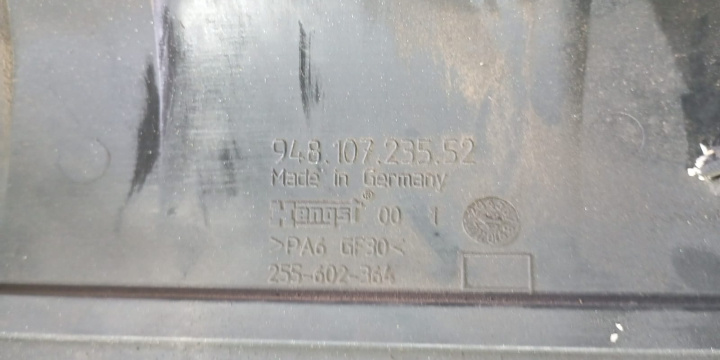 948.107.235.52
Made in Germany
Hengst® 00 1
>PA6 GF30<
255-602-364